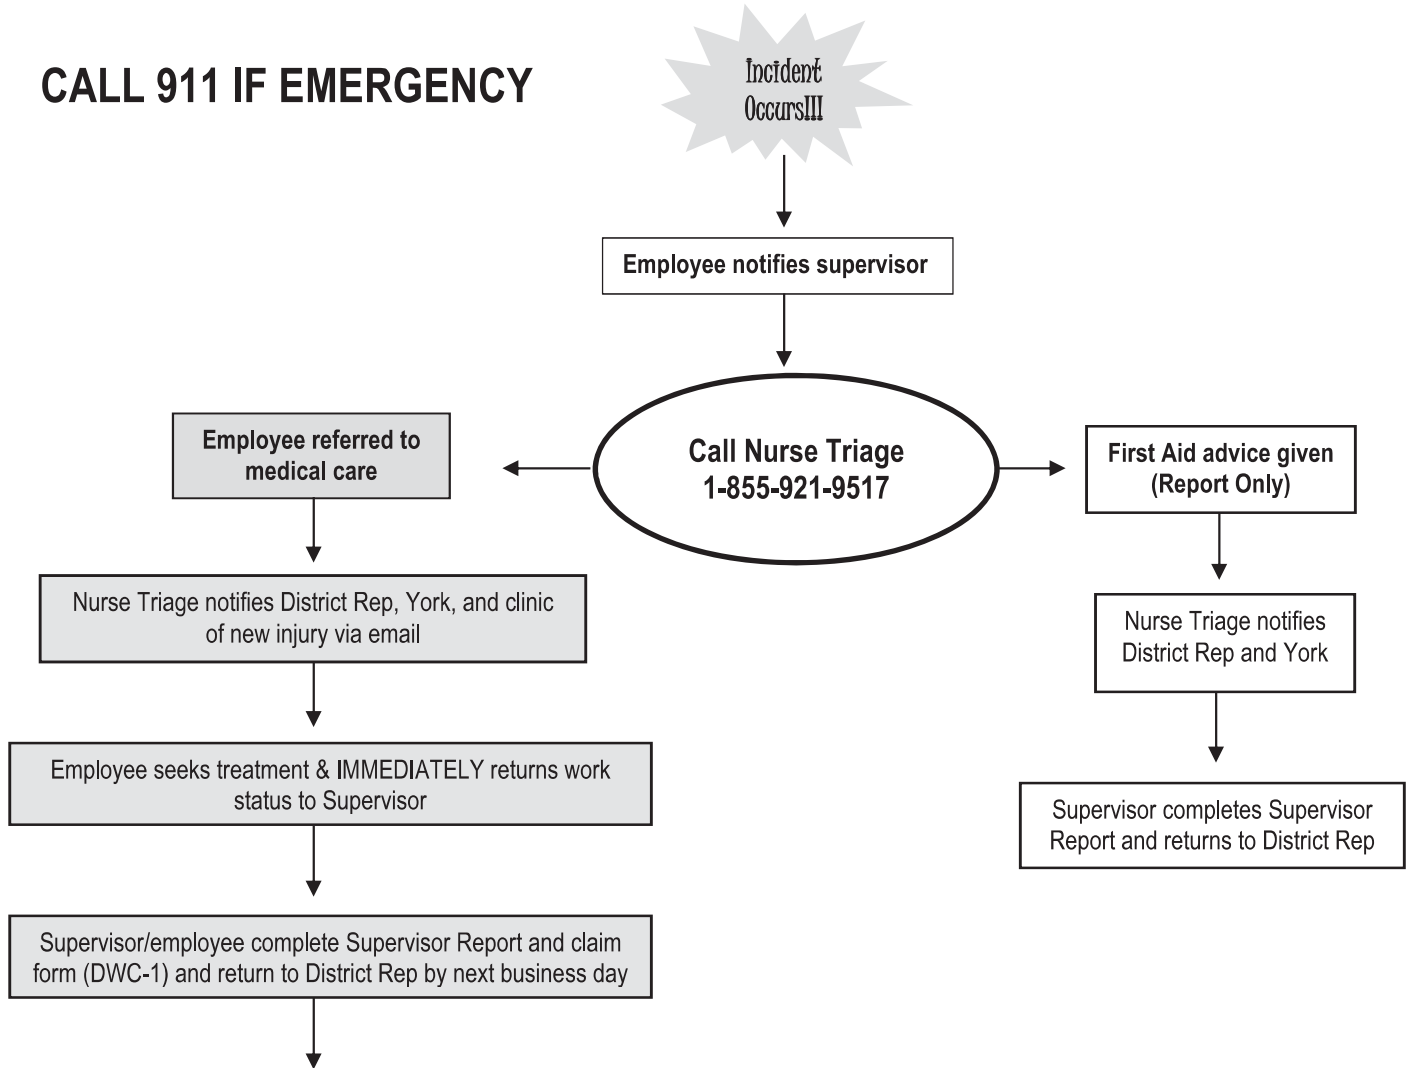 CALL 911 IF EMERGENCY
Incident
Occurs!!!
Employee notifies supervisor
Call Nurse Triage
1-855-921-9517
Employee referred to
medical care
Nurse Triage notifies District Rep, York, and clinic
of new injury via email
Employee seeks treatment & IMMEDIATELY returns work
status to Supervisor
Supervisor/employee complete Supervisor Report and claim
form (DWC-1) and return to District Rep by next business day
First Aid advice given
(Report Only)
Nurse Triage notifies
District Rep and York
Supervisor completes Supervisor
Report and returns to District Rep